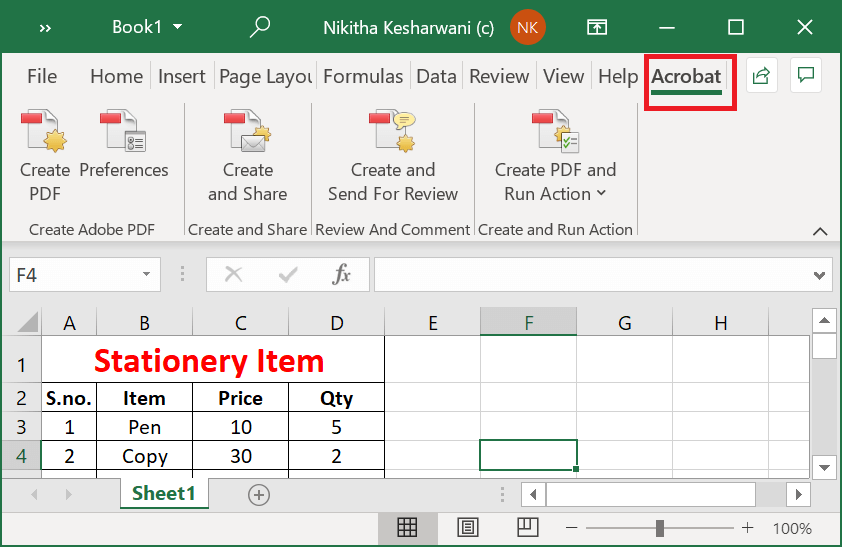 » Book1 Nikitha Kesharwani (c) NK
File Home Insert Page Layou Formulas Data Review View Help Acrobat
Create Preferences Create Create and Create PDF and
PDF and Share Send For Review Run Action
Create Adobe PDF Create and Share Review And Comment Create and Run Action
F4 fx
A B C D E F G H
1 Stationery Item
2 S.no. Item Price Qty
3 1 Pen 10 5
4 2 Copy 30 2
Sheet1
100%